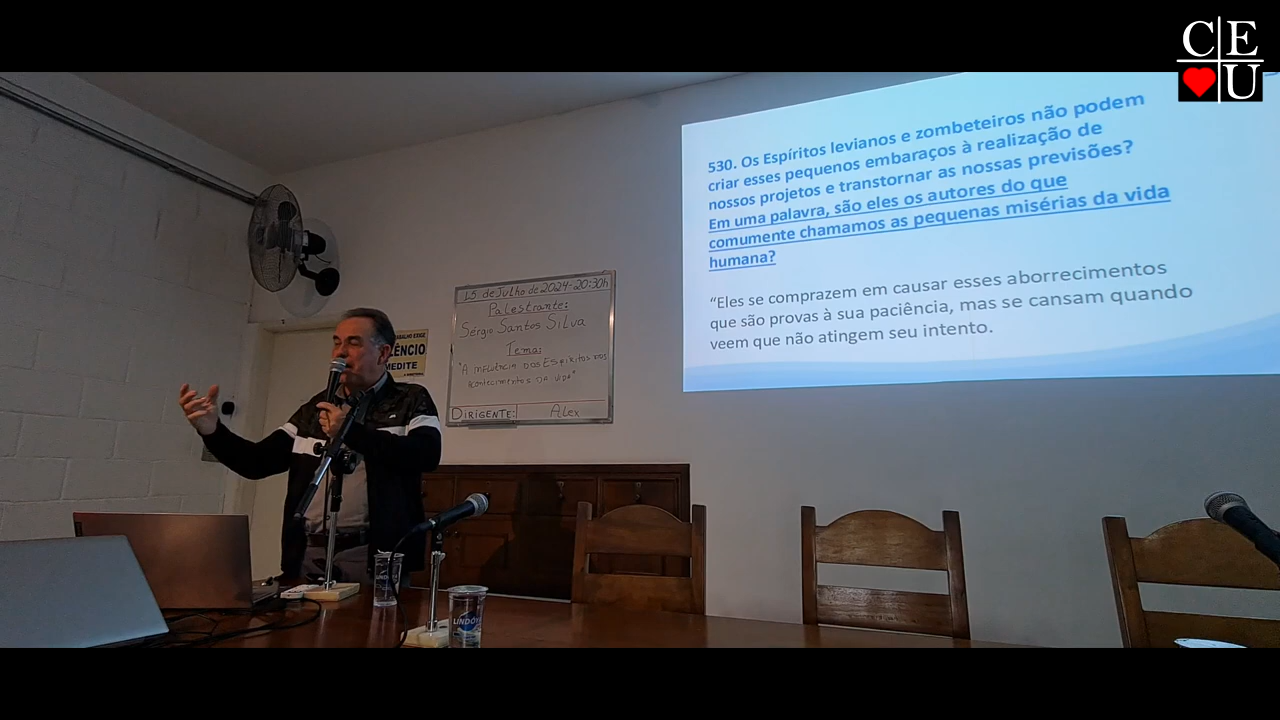 C E
U
530. Os Espíritos levianos e zombeteiros não podem
criar esses pequenos embaraços à realização de
nossos projetos e transtornar as nossas previsões?
Em uma palavra, são eles os autores do que
comumente chamamos as pequenas misérias da vida
humana?
“Eles se comprazem em causar esses aborrecimentos
que são provas à sua paciência, mas se cansam quando
veem que não atingem seu intento.
15 de Julho de 2024-20:30h
Palestrante:
Sérgio Santos Silva
Tema:
"A influência dos Espíritos nos
acontecimentos da vida"
DIRIGENTE: Alex
EXIGE
LÊNCIO
MEDITE
LINDOYA